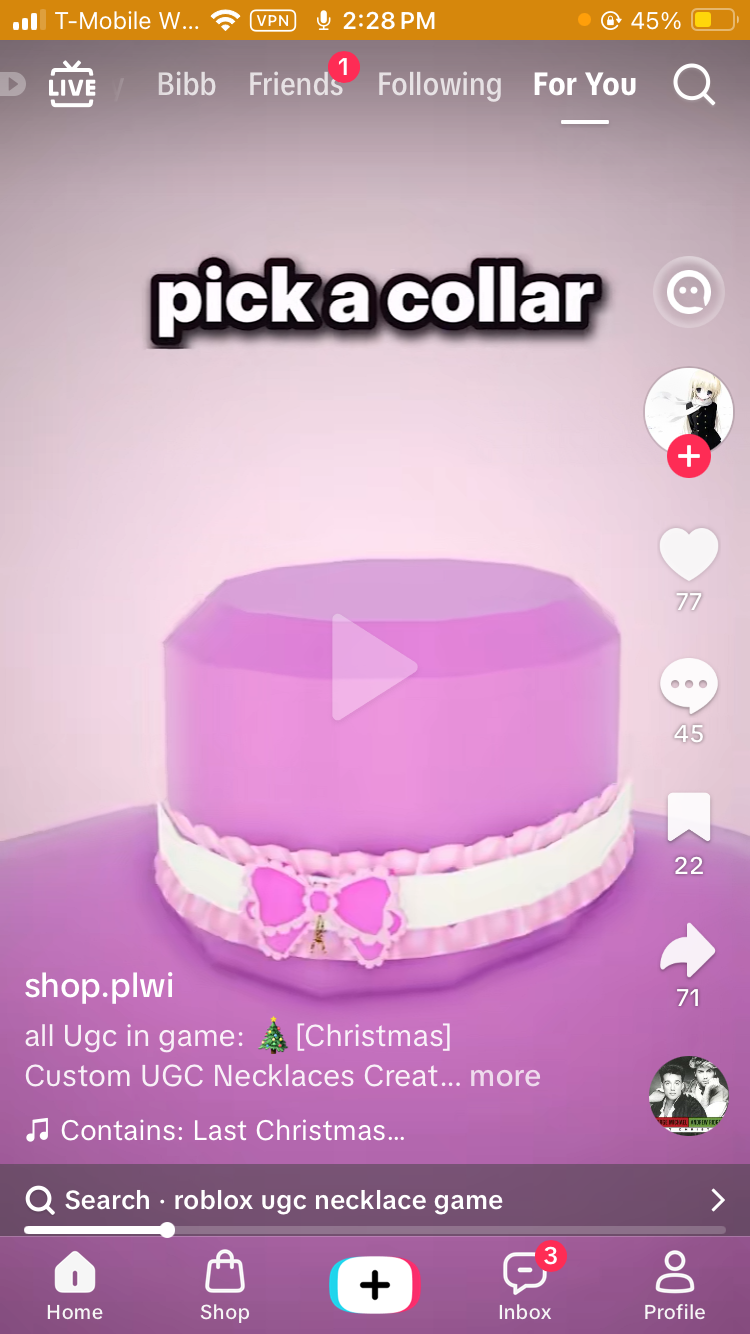 T-Mobile W... VPN 2:28 PM 45%
LIVE Bibb Friends 1 Following For You
pick a collar
77
45
22
71
shop.plwi
all Ugc in game: 🎄[Christmas]
Custom UGC Necklaces Creat... more
Contains: Last Christmas...
Search · roblox ugc necklace game
3
Home Shop Inbox Profile